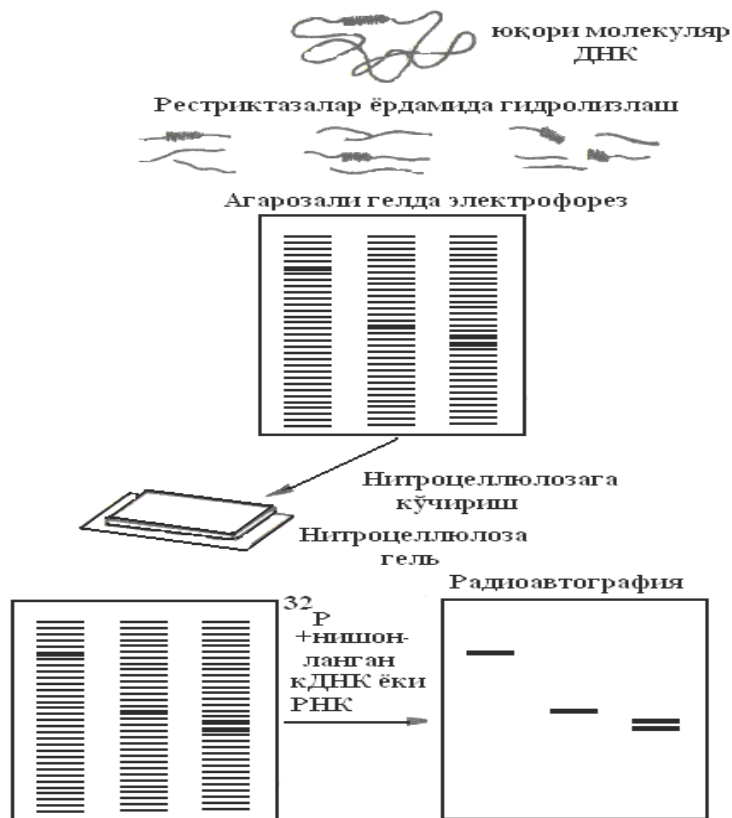 юқори молекуляр
ДНК
Рестриктазалар ёрдамида гидролизлаш
Агарозали гелда электрофорез
Нитроцеллюлозага
кўчириш
Нитроцеллюлоза
гель
Радиоавтография
32
P
+нишон-
ланган
кДНК ёки
РНК